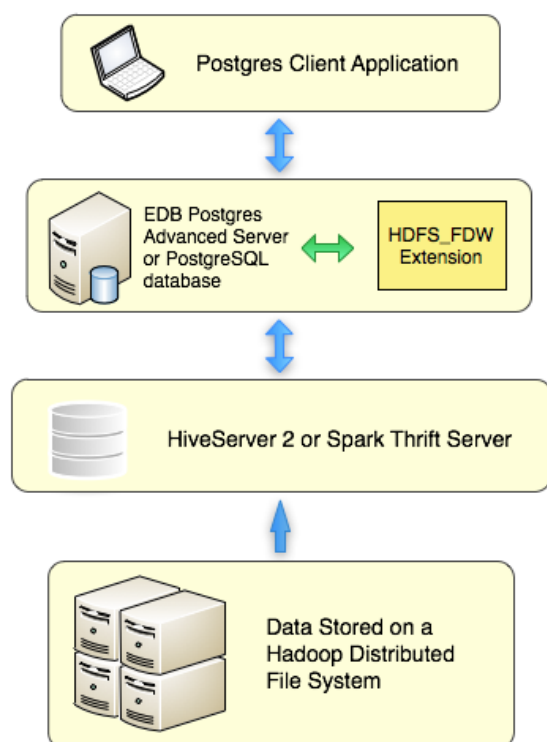 Postgres Client Application
EDB Postgres
Advanced Server
or PostgreSQL
database
HDFS_FDW
Extension
HiveServer 2 or Spark Thrift Server
Data Stored on a
Hadoop Distributed
File System